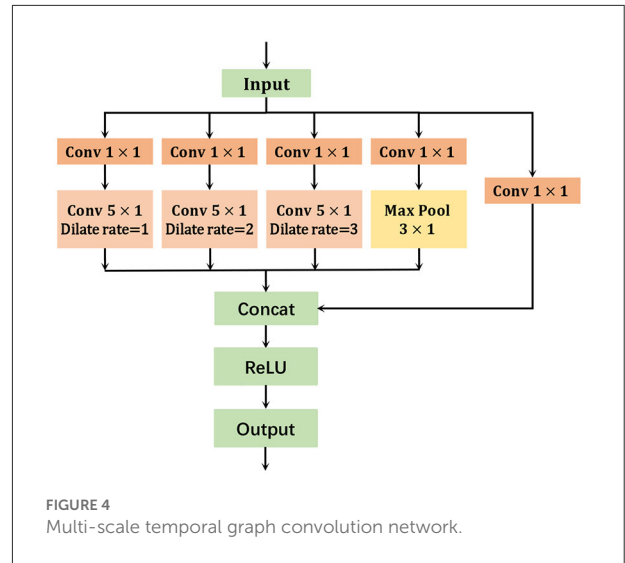 Input
Conv 1 × 1
Conv 1 × 1
Conv 1 × 1
Conv 1 × 1
Conv 1 × 1
Conv 5 × 1
Dilate rate=1
Conv 5 × 1
Dilate rate=2
Conv 5 × 1
Dilate rate=3
Max Pool
3 × 1
Concat
ReLU
Output
FIGURE 4
Multi-scale temporal graph convolution network.